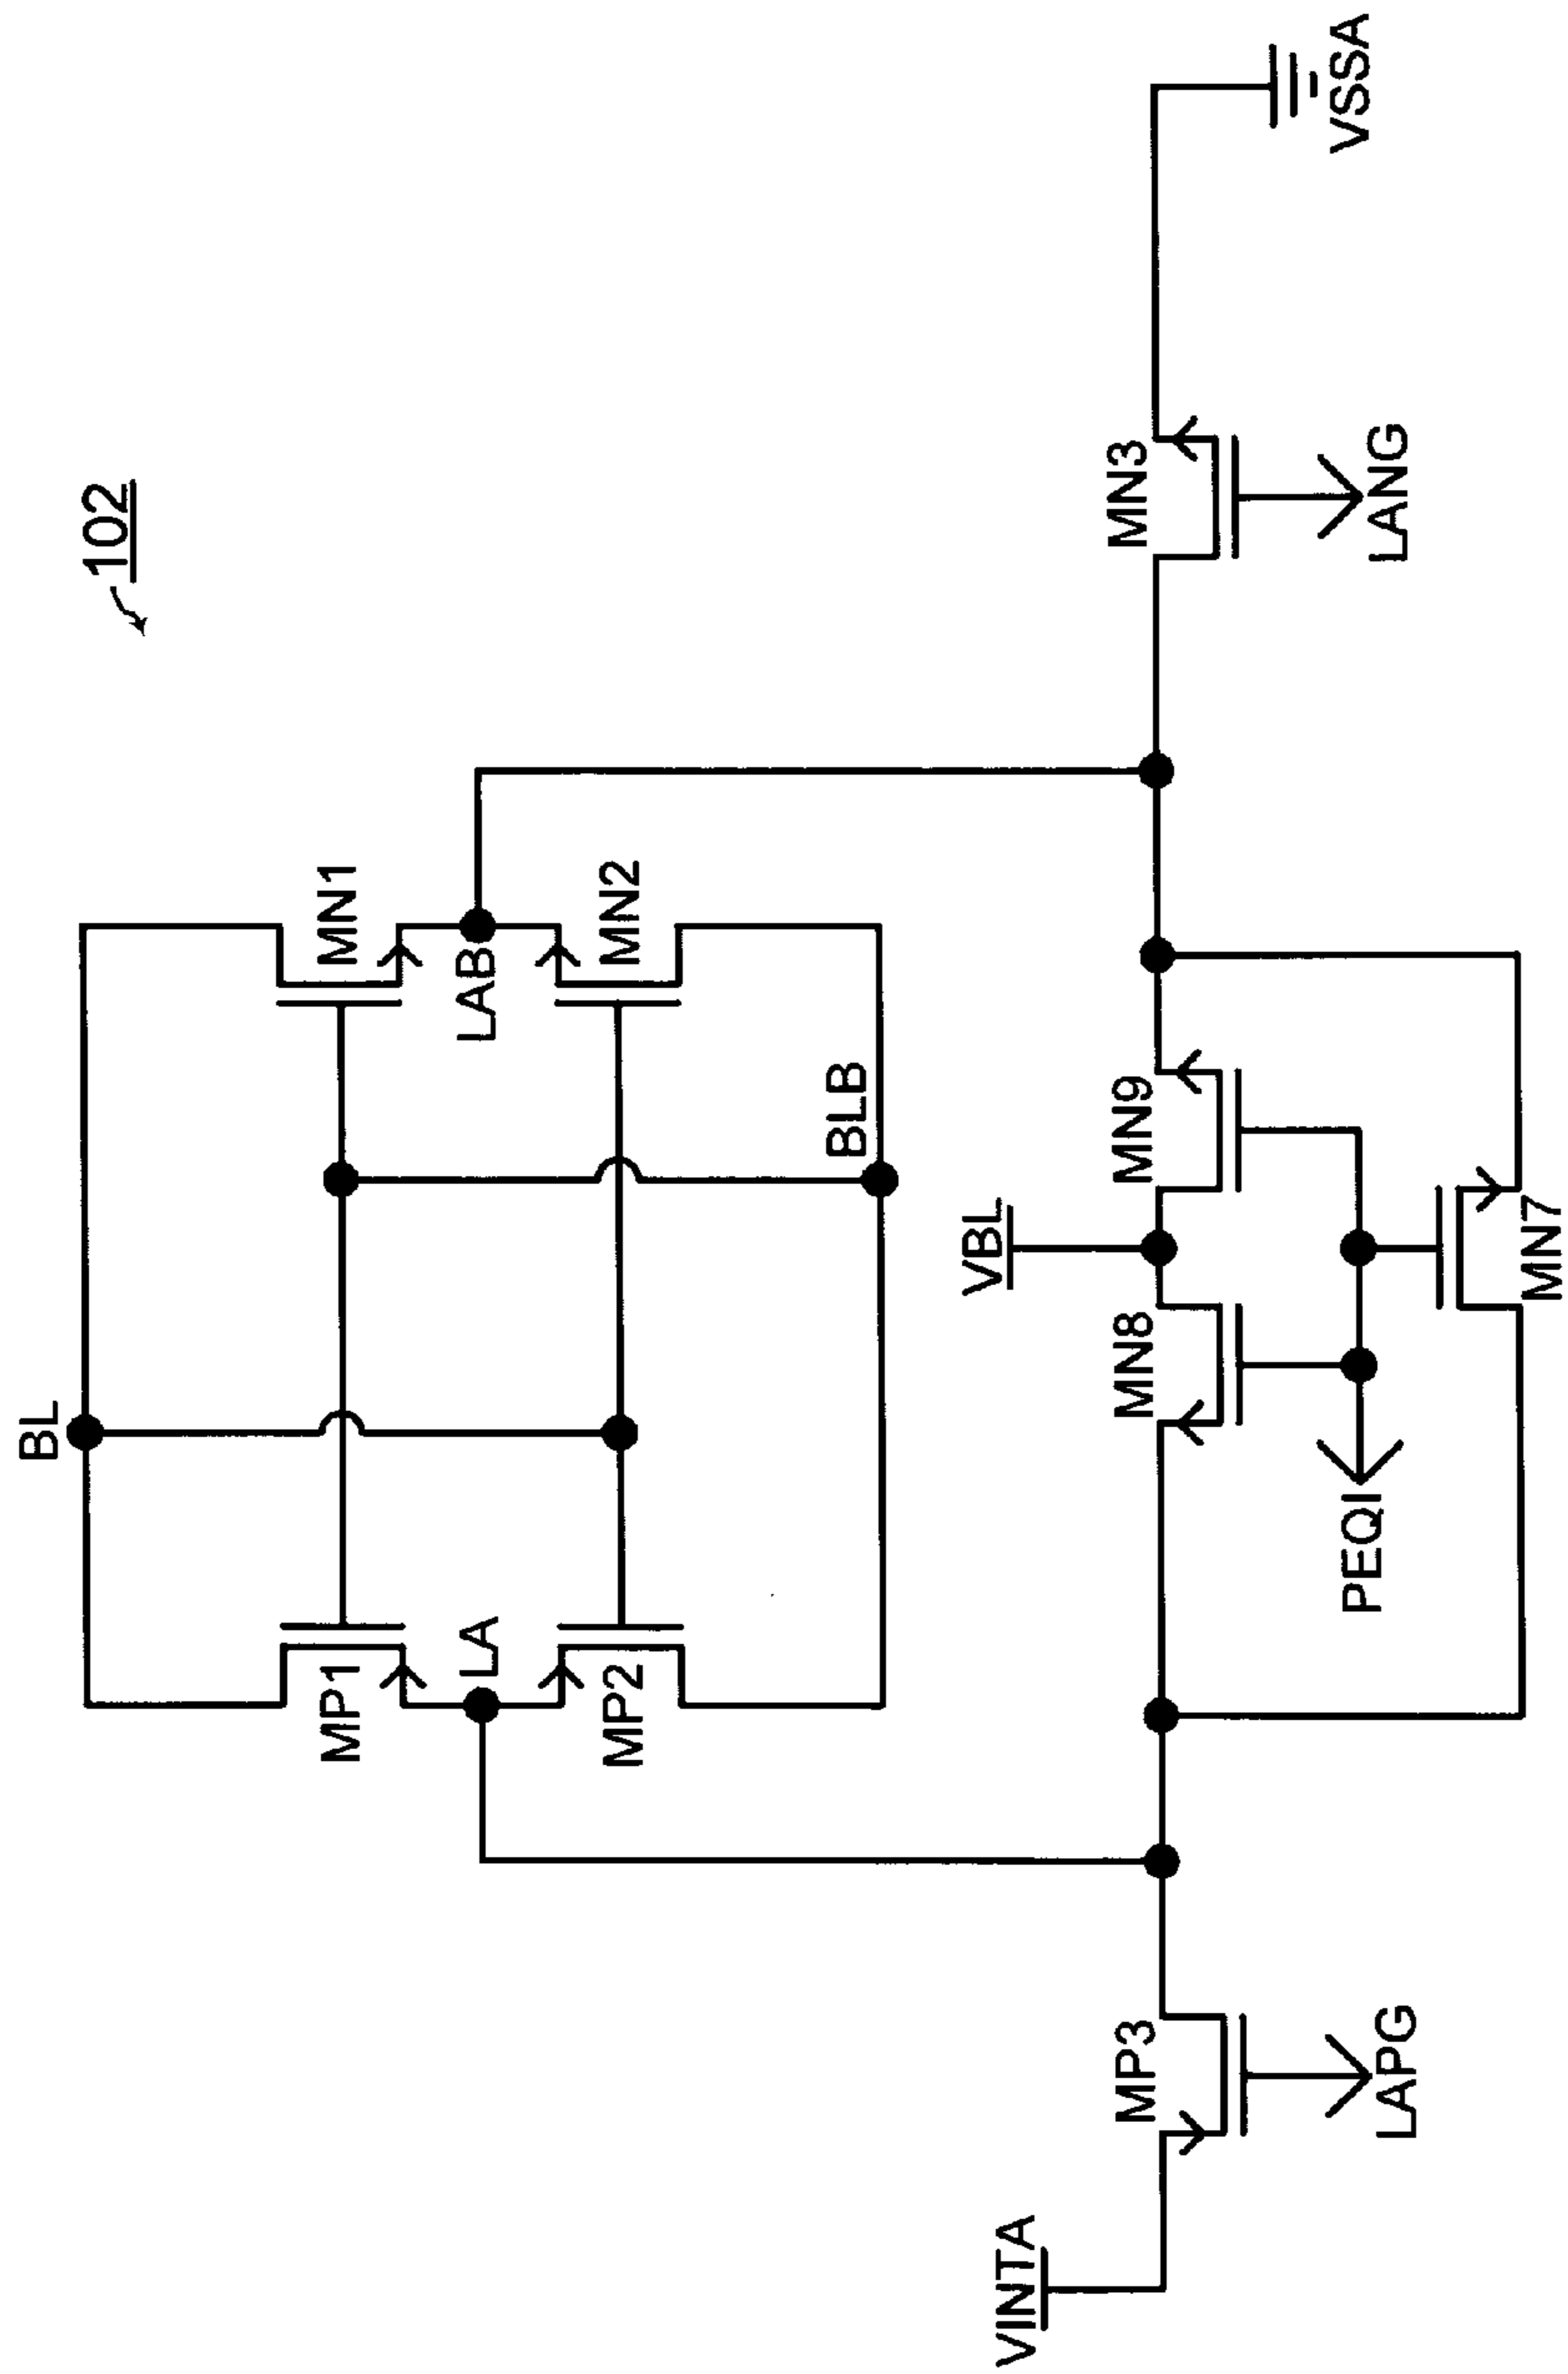 102
BL
MP1
MN1
LA
LAB
MP2
MN2
BLB
VINTA
VBL
MP3
MN8
MN9
MN3
LAPG
PEQI
LANG
VSSA
MN7